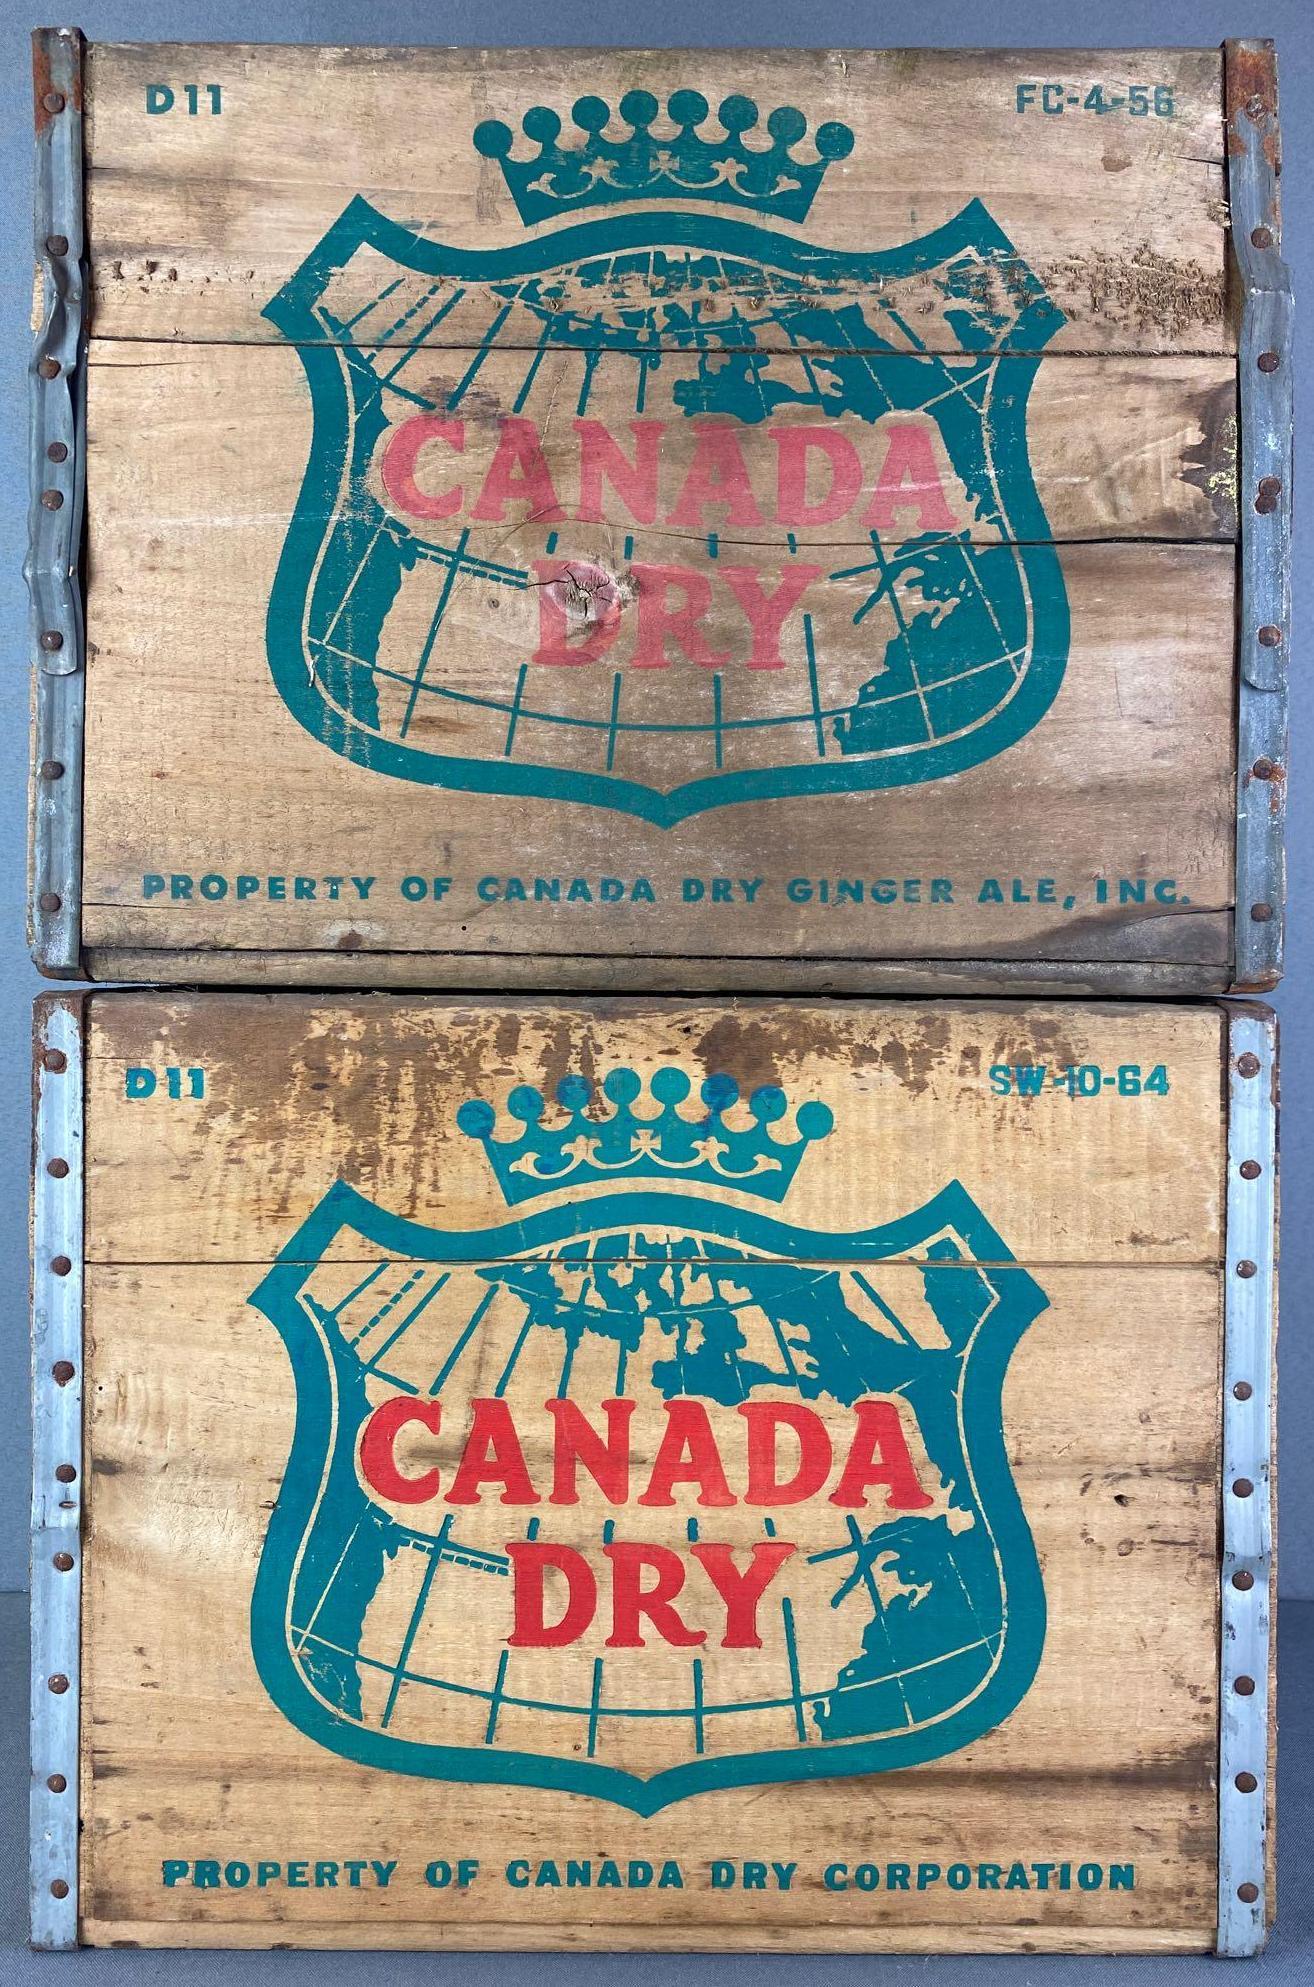 D11 FC-4-56
CANADA
DRY
PROPERTY OF CANADA DRY GINGER ALE, INC.
D11 SW-10-64
CANADA
DRY
PROPERTY OF CANADA DRY CORPORATION